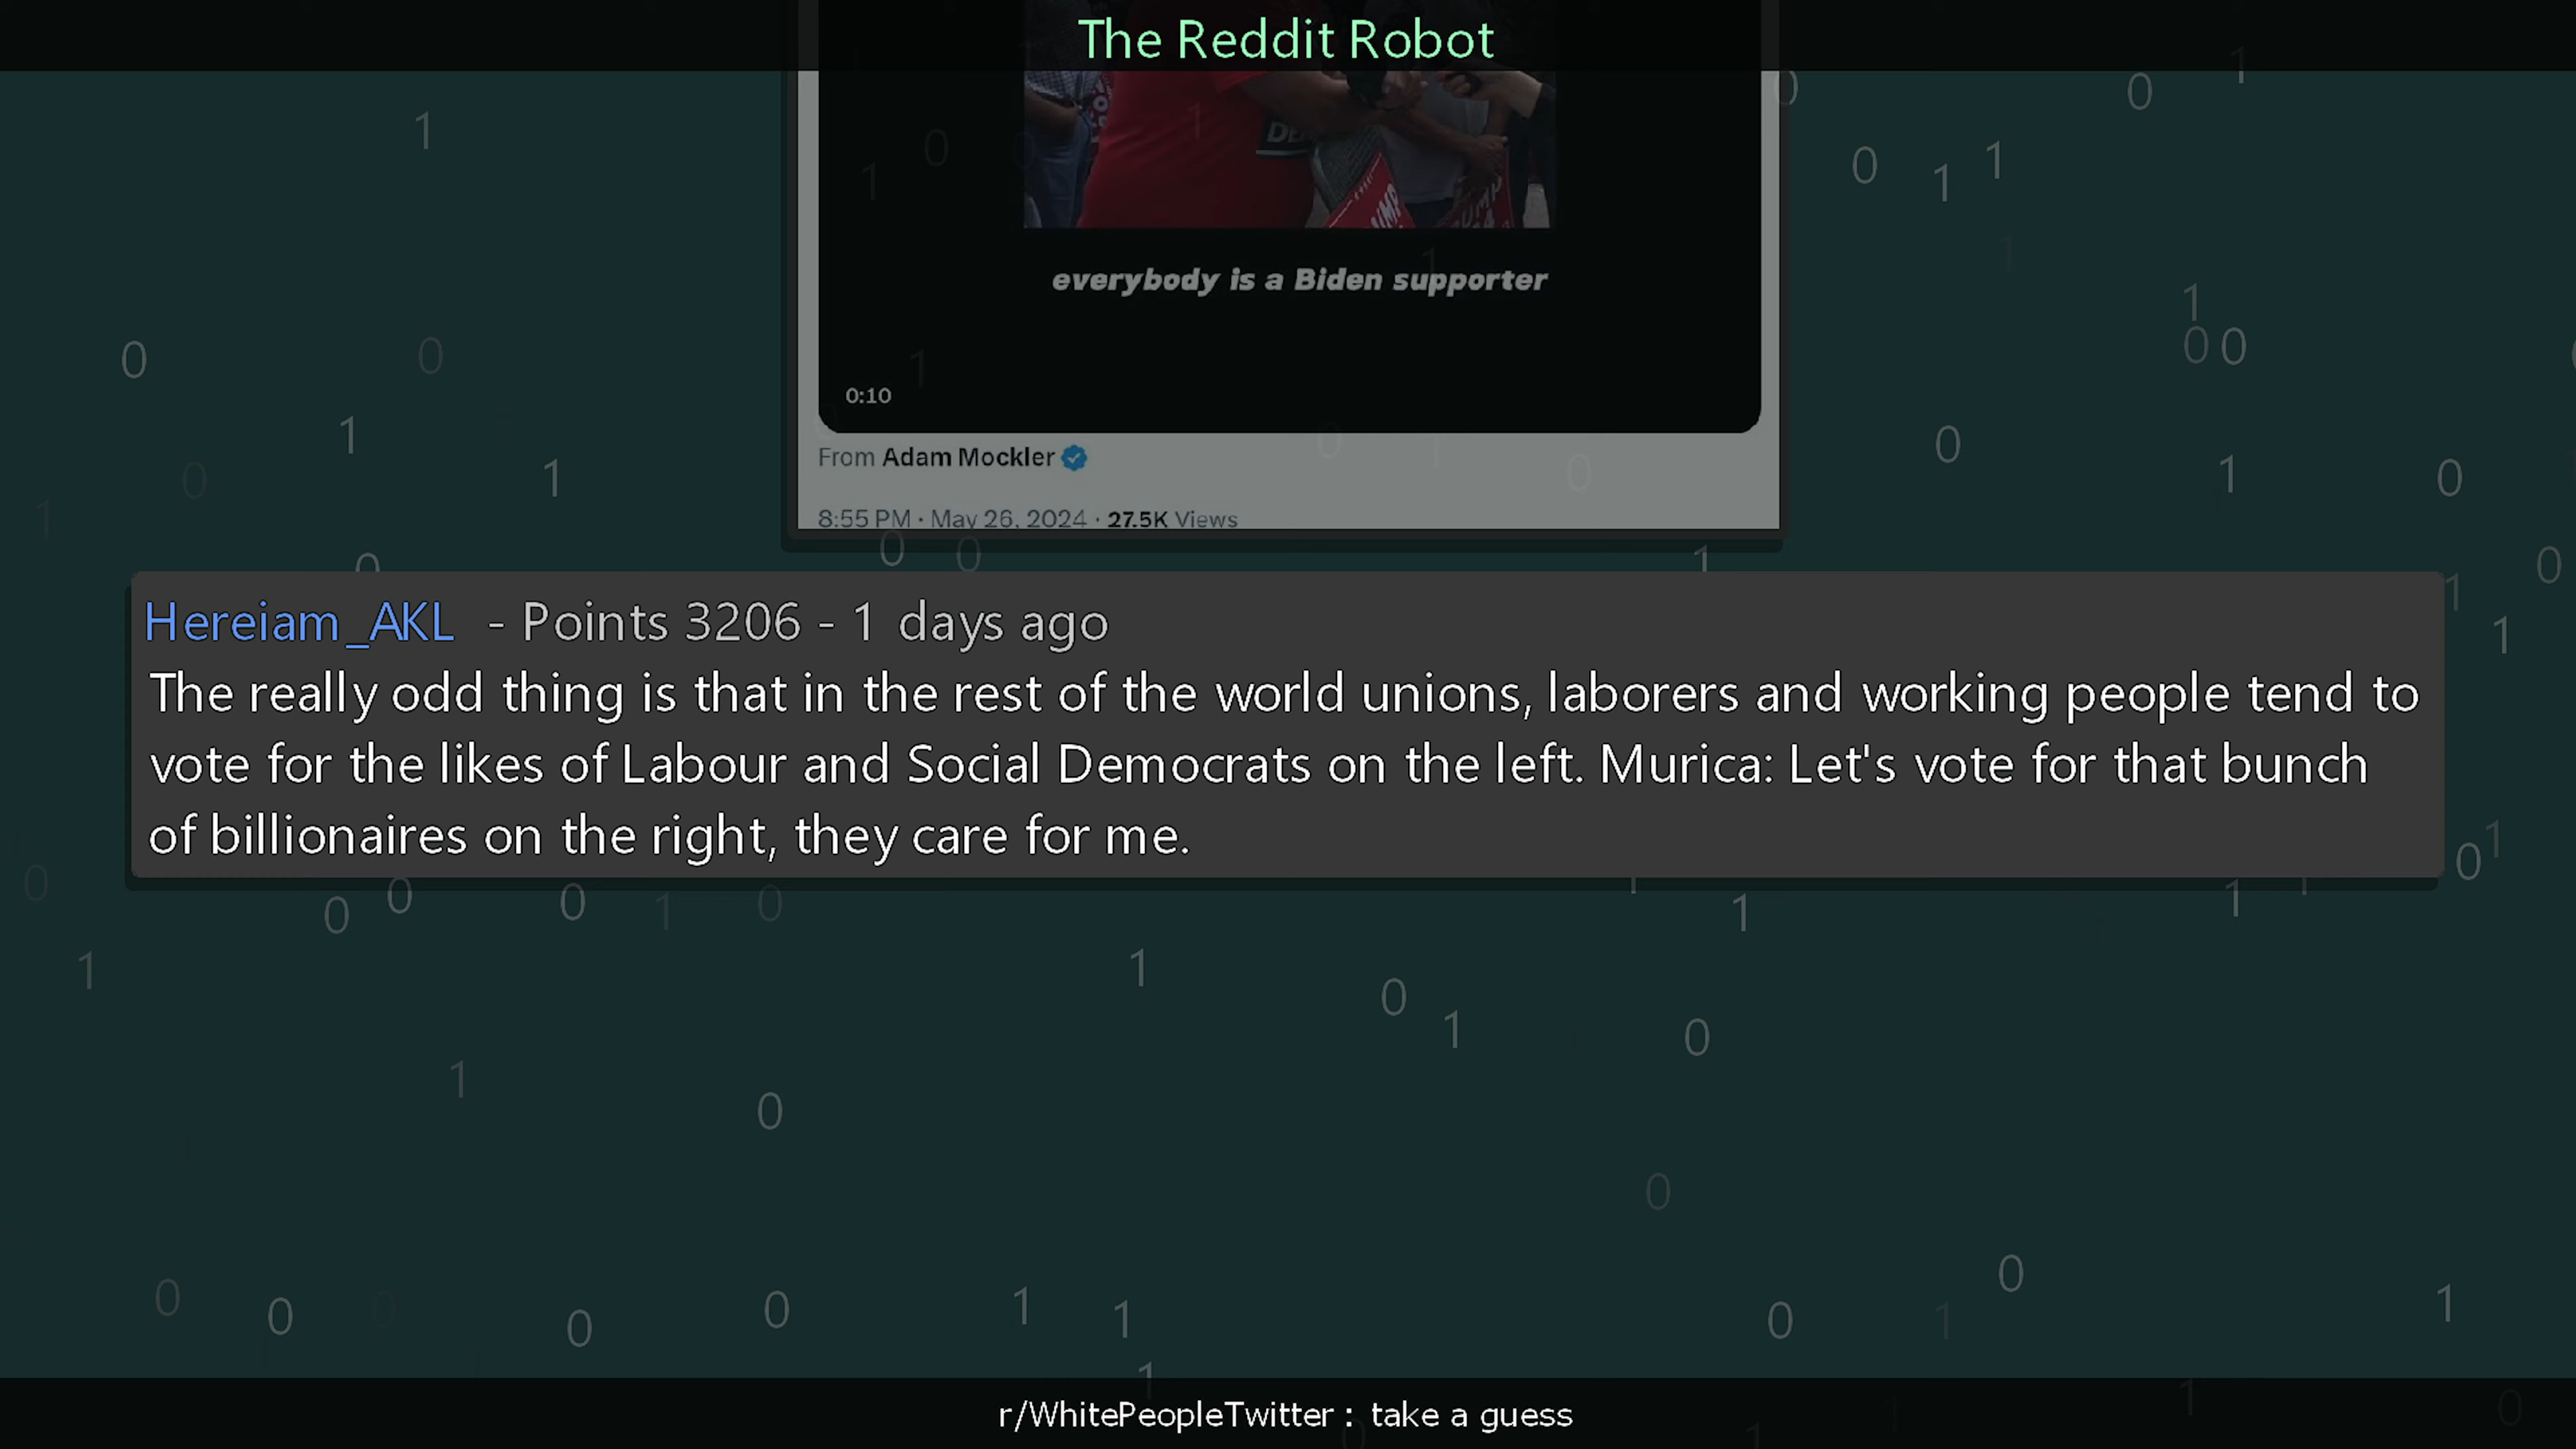 The Reddit Robot
everybody is a Biden supporter
0:10
From Adam Mockler
8:55 PM · May 26, 2024 · 27.5K Views
Hereiam_AKL - Points 3206 - 1 days ago
The really odd thing is that in the rest of the world unions, laborers and working people tend to
vote for the likes of Labour and Social Democrats on the left. Murica: Let's vote for that bunch
of billionaires on the right, they care for me.
r/WhitePeopleTwitter : take a guess